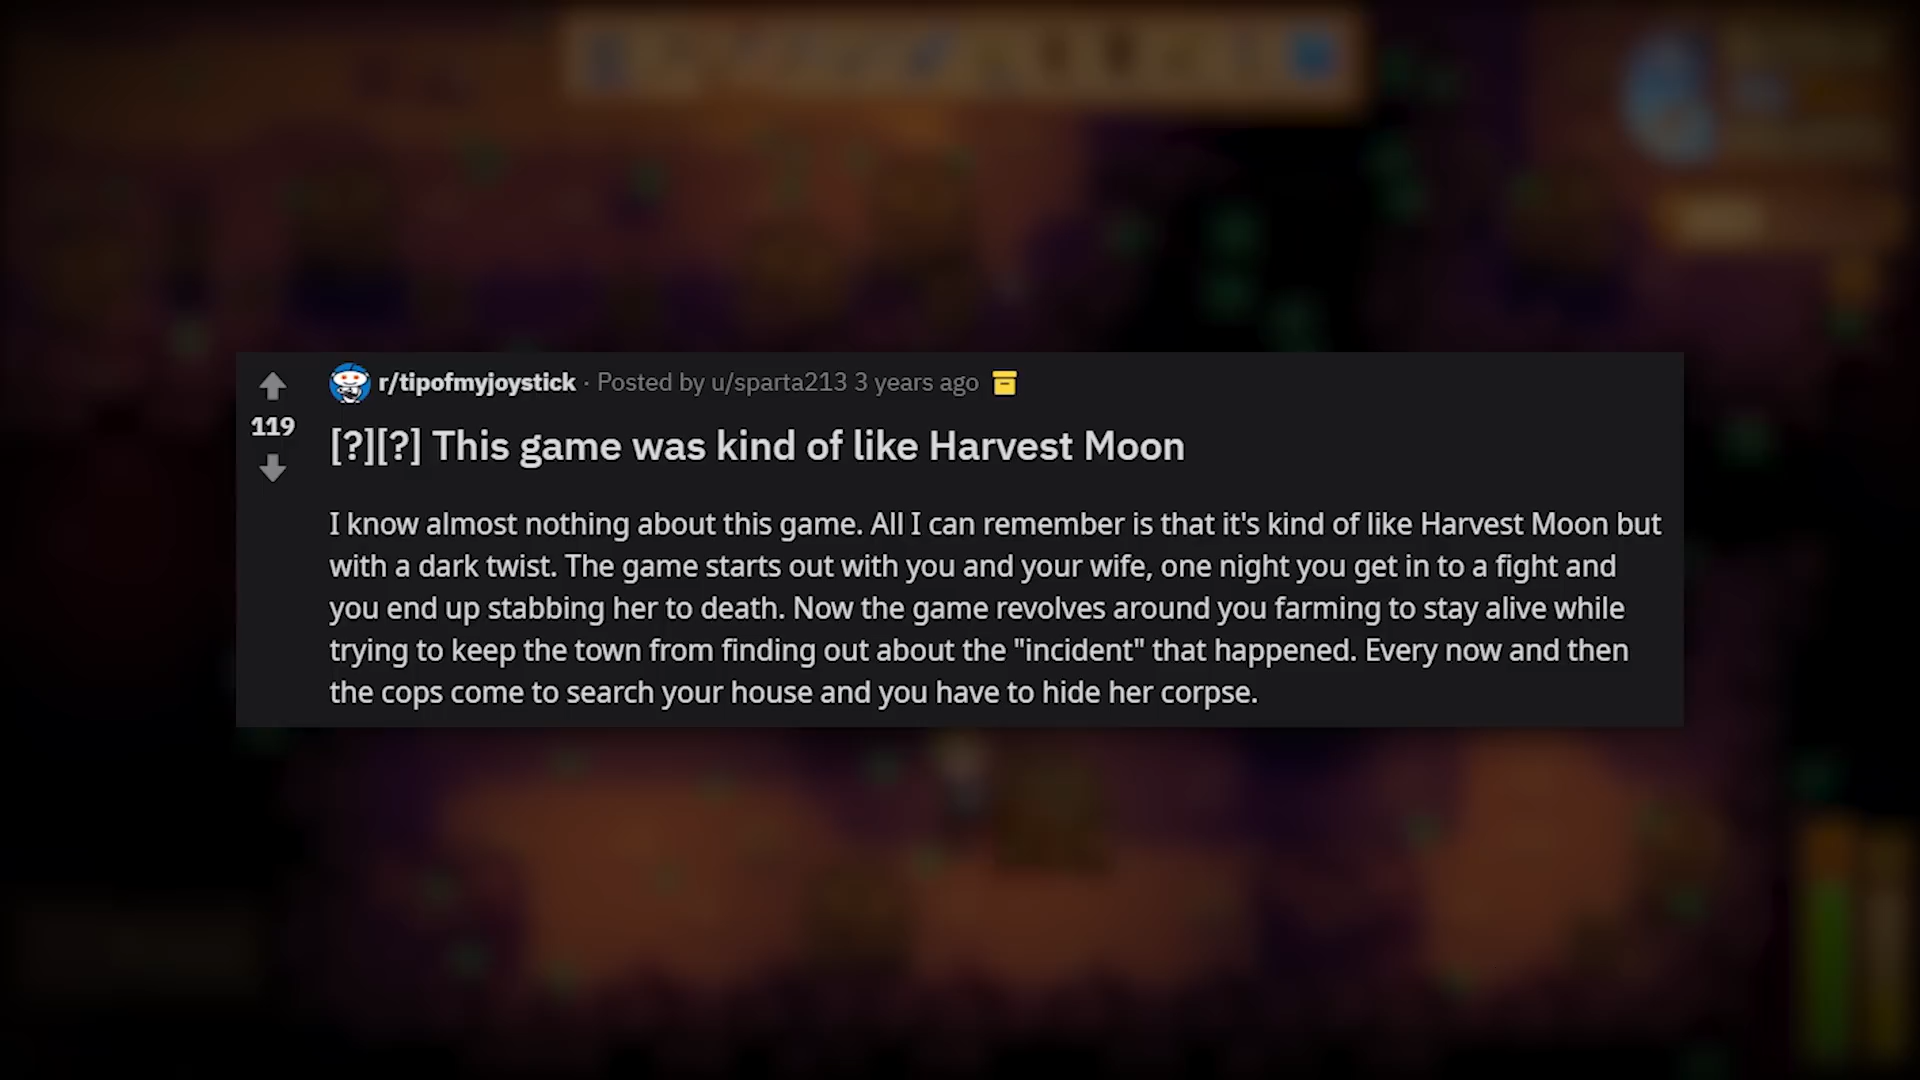 r/tipofmyjoystick · Posted by u/sparta213 3 years ago
119
[?][?] This game was kind of like Harvest Moon
I know almost nothing about this game. All I can remember is that it's kind of like Harvest Moon but
with a dark twist. The game starts out with you and your wife, one night you get in to a fight and
you end up stabbing her to death. Now the game revolves around you farming to stay alive while
trying to keep the town from finding out about the "incident" that happened. Every now and then
the cops come to search your house and you have to hide her corpse.